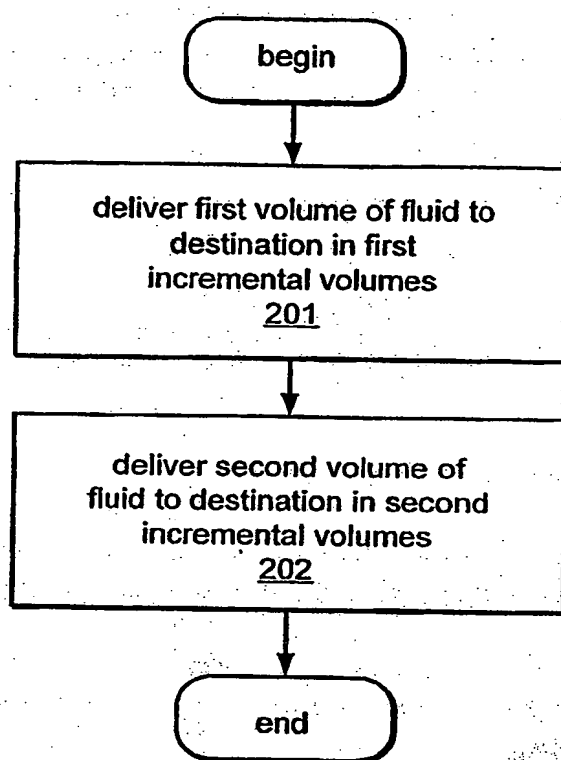 begin
deliver first volume of fluid to
destination in first
incremental volumes
201
deliver second volume of
fluid to destination in second
incremental volumes
202
end